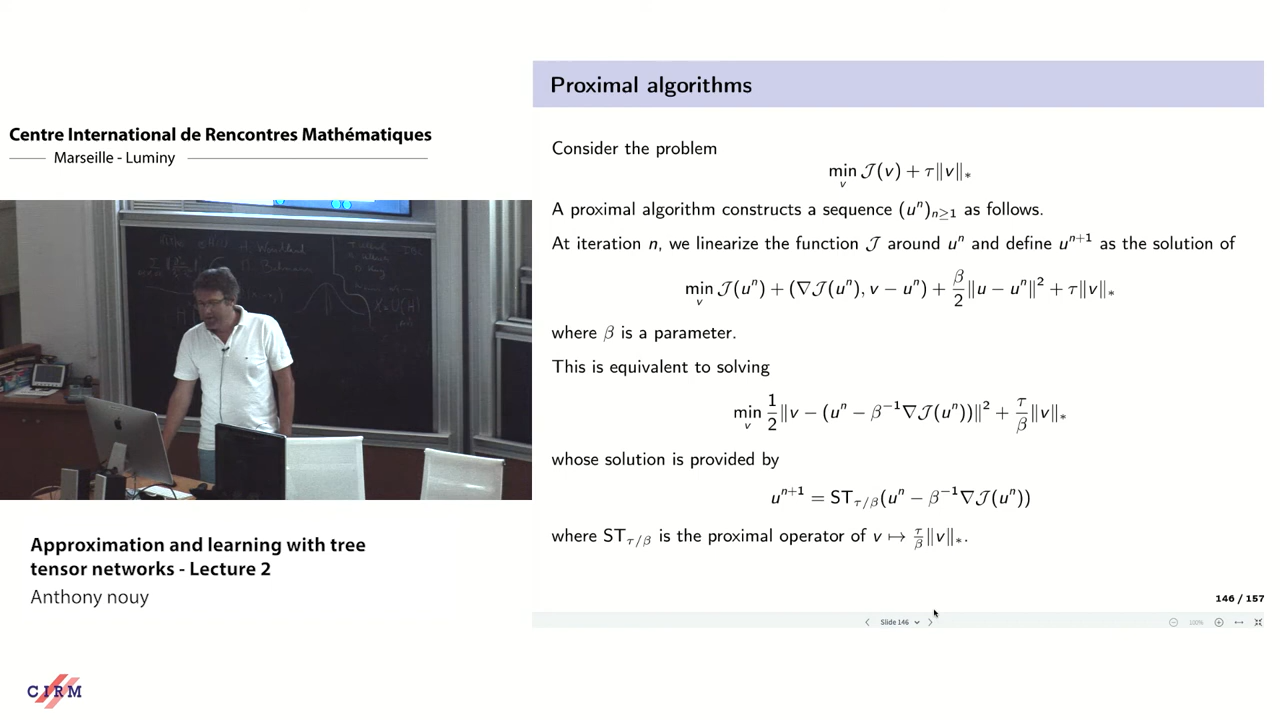 Centre International de Rencontres Mathématiques
Marseille - Luminy
Approximation and learning with tree
tensor networks - Lecture 2
Anthony nouy
CIRM
Proximal algorithms
Consider the problem
min_v 𝒥(v) + τ‖v‖_*
A proximal algorithm constructs a sequence (u^n)_{n≥1} as follows.
At iteration n, we linearize the function 𝒥 around u^n and define u^{n+1} as the solution of
min_v 𝒥(u^n) + (∇𝒥(u^n), v − u^n) + β/2 ‖u − u^n‖² + τ‖v‖_*
where β is a parameter.
This is equivalent to solving
min_v 1/2 ‖v − (u^n − β^{−1}∇𝒥(u^n))‖² + τ/β ‖v‖_*
whose solution is provided by
u^{n+1} = ST_{τ/β}(u^n − β^{−1}∇𝒥(u^n))
where ST_{τ/β} is the proximal operator of v ↦ τ/β ‖v‖_*.
146 / 157
Slide 146
100%